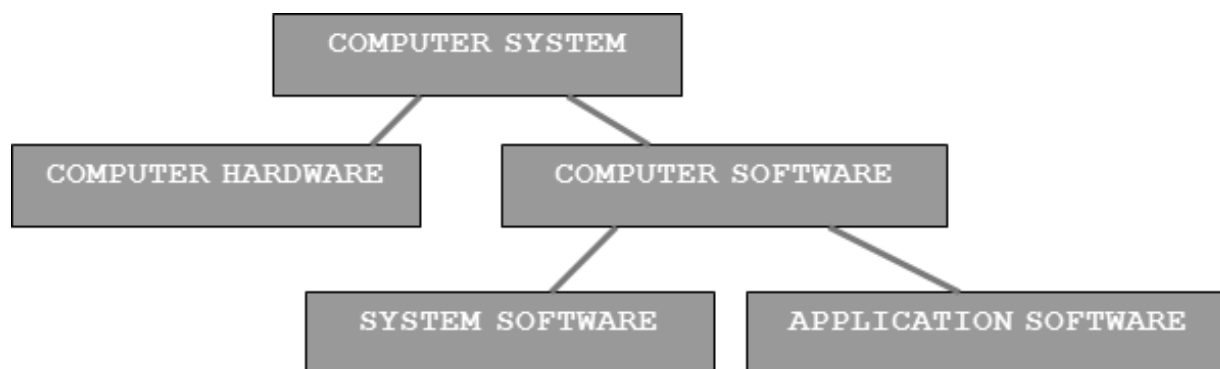 COMPUTER SYSTEM
COMPUTER HARDWARE
COMPUTER SOFTWARE
SYSTEM SOFTWARE
APPLICATION SOFTWARE